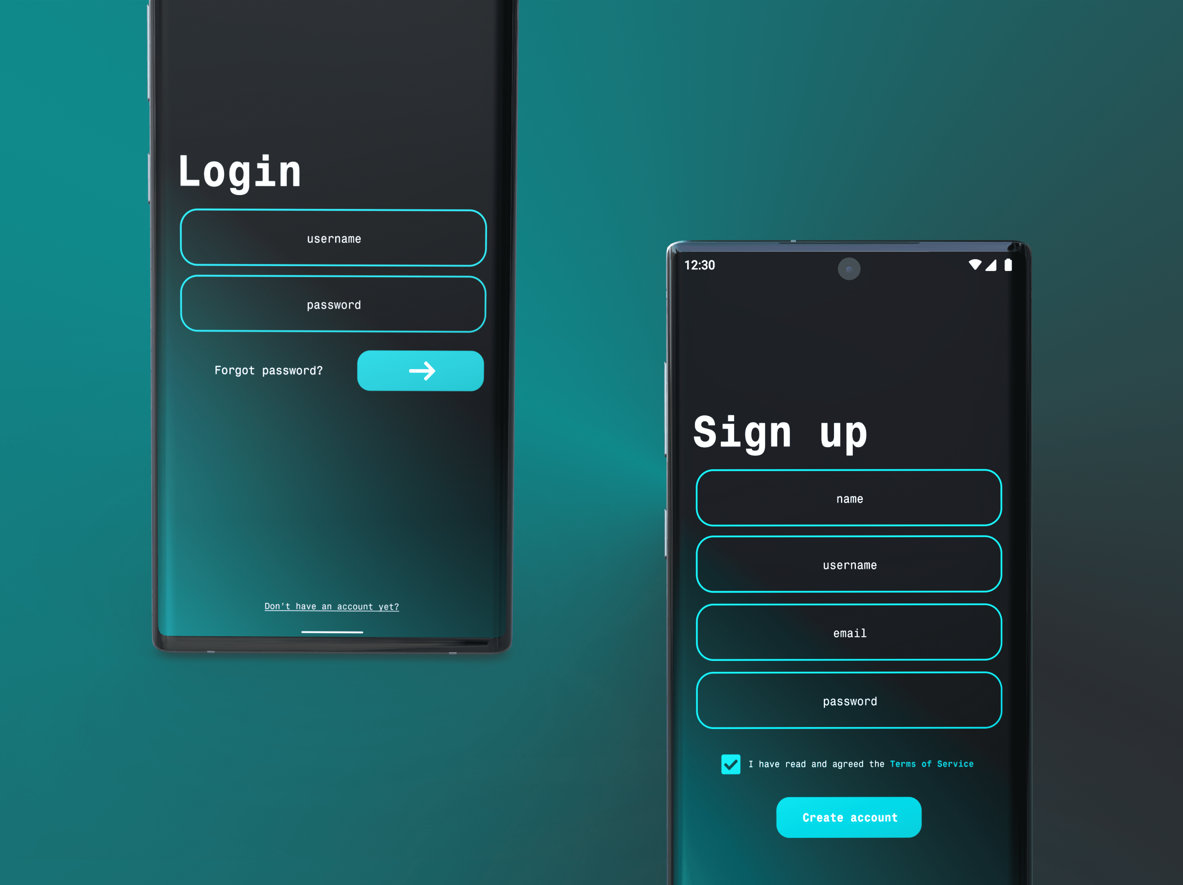 Login
username
password
Forgot password?
Don't have an account yet?
12:30
Sign up
name
username
email
password
I have read and agreed the Terms of Service
Create account